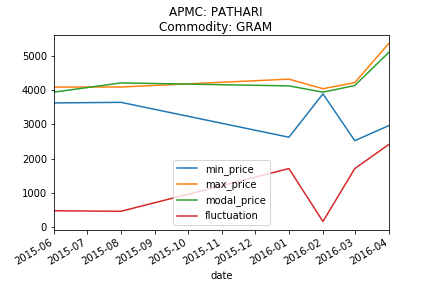 APMC: PATHARI
Commodity: GRAM
5000
4000
3000
2000
1000
0
min_price
max_price
modal_price
fluctuation
2015-06
2015-07
2015-08
2015-09
2015-10
2015-11
2015-12
2016-01
2016-02
2016-03
2016-04
date